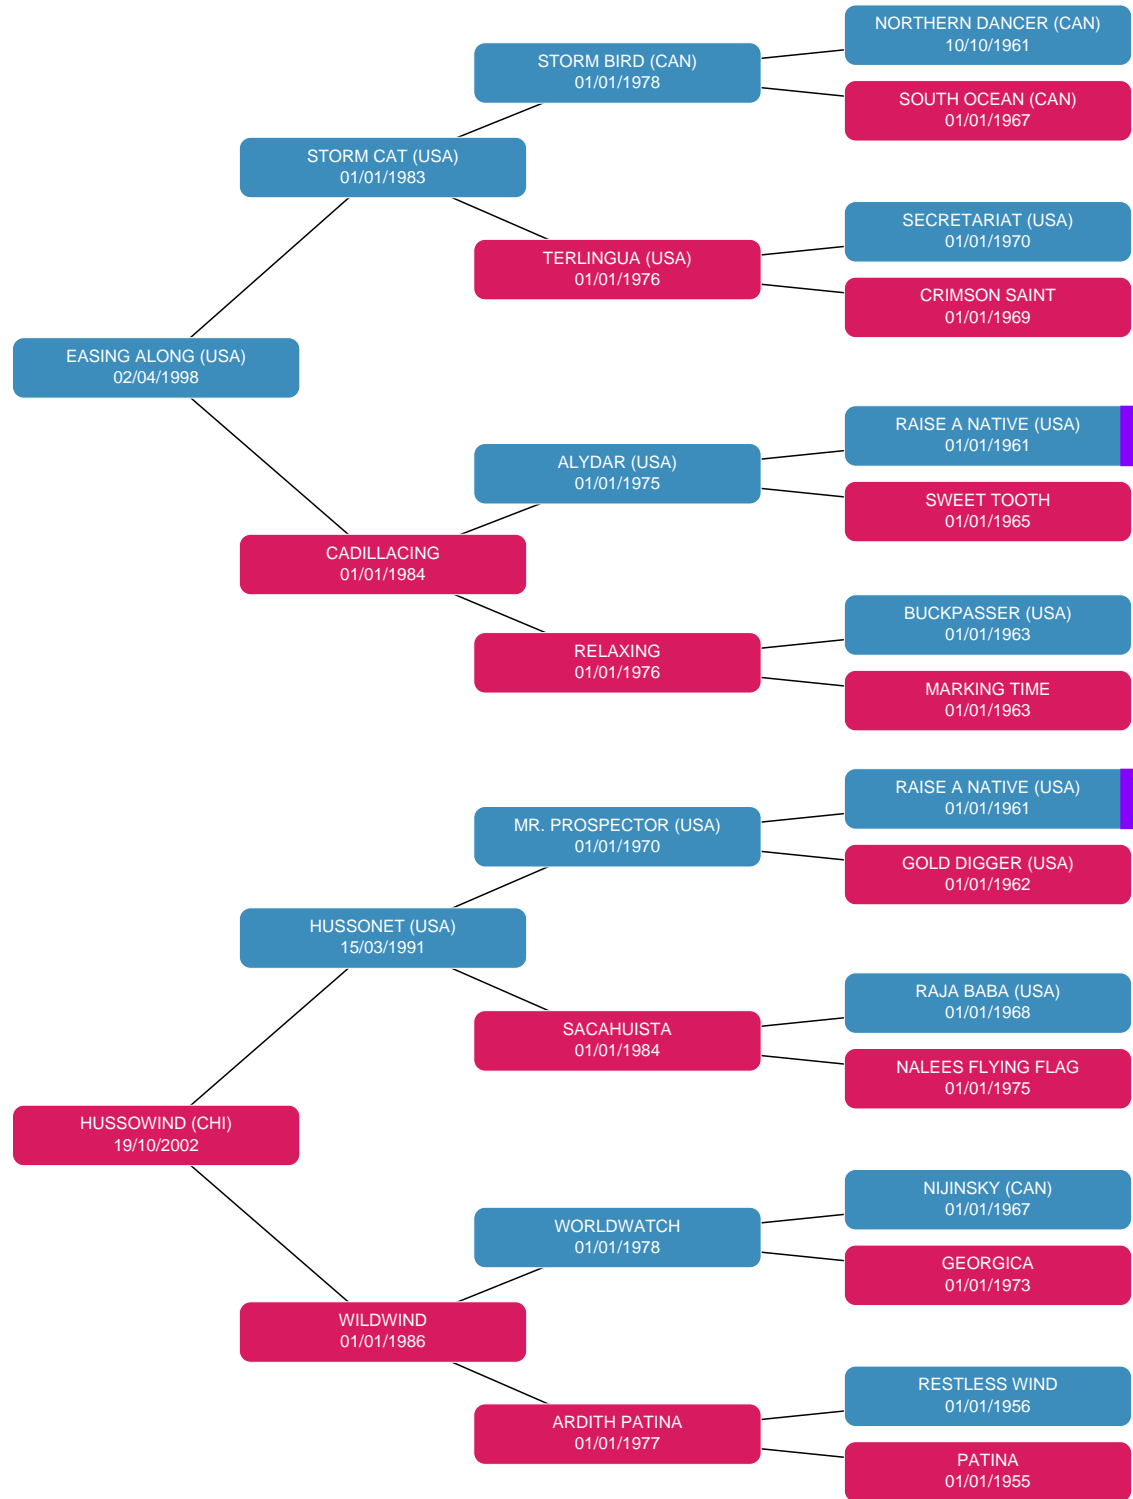 NORTHERN DANCER (CAN)
10/10/1961
STORM BIRD (CAN)
01/01/1978
SOUTH OCEAN (CAN)
01/01/1967
STORM CAT (USA)
01/01/1983
SECRETARIAT (USA)
01/01/1970
TERLINGUA (USA)
01/01/1976
CRIMSON SAINT
01/01/1969
EASING ALONG (USA)
02/04/1998
RAISE A NATIVE (USA)
01/01/1961
ALYDAR (USA)
01/01/1975
SWEET TOOTH
01/01/1965
CADILLACING
01/01/1984
BUCKPASSER (USA)
01/01/1963
RELAXING
01/01/1976
MARKING TIME
01/01/1963
RAISE A NATIVE (USA)
01/01/1961
MR. PROSPECTOR (USA)
01/01/1970
GOLD DIGGER (USA)
01/01/1962
HUSSONET (USA)
15/03/1991
RAJA BABA (USA)
01/01/1968
SACAHUISTA
01/01/1984
NALEES FLYING FLAG
01/01/1975
HUSSOWIND (CHI)
19/10/2002
NIJINSKY (CAN)
01/01/1967
WORLDWATCH
01/01/1978
GEORGICA
01/01/1973
WILDWIND
01/01/1986
RESTLESS WIND
01/01/1956
ARDITH PATINA
01/01/1977
PATINA
01/01/1955